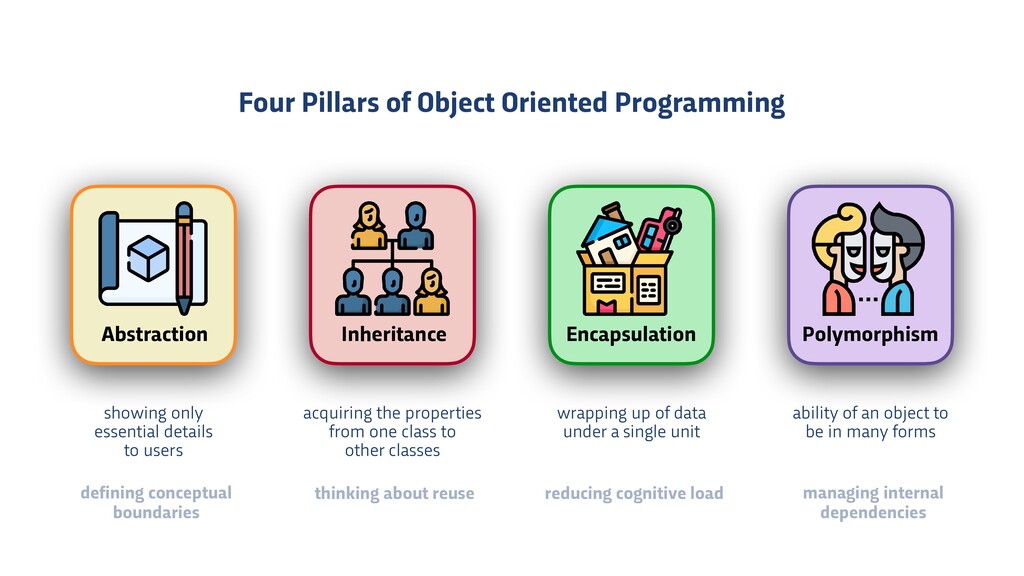 Four Pillars of Object Oriented Programming
Abstraction
showing only
essential details
to users
defining conceptual
boundaries
Inheritance
acquiring the properties
from one class to
other classes
thinking about reuse
Encapsulation
wrapping up of data
under a single unit
reducing cognitive load
...
Polymorphism
ability of an object to
be in many forms
managing internal
dependencies